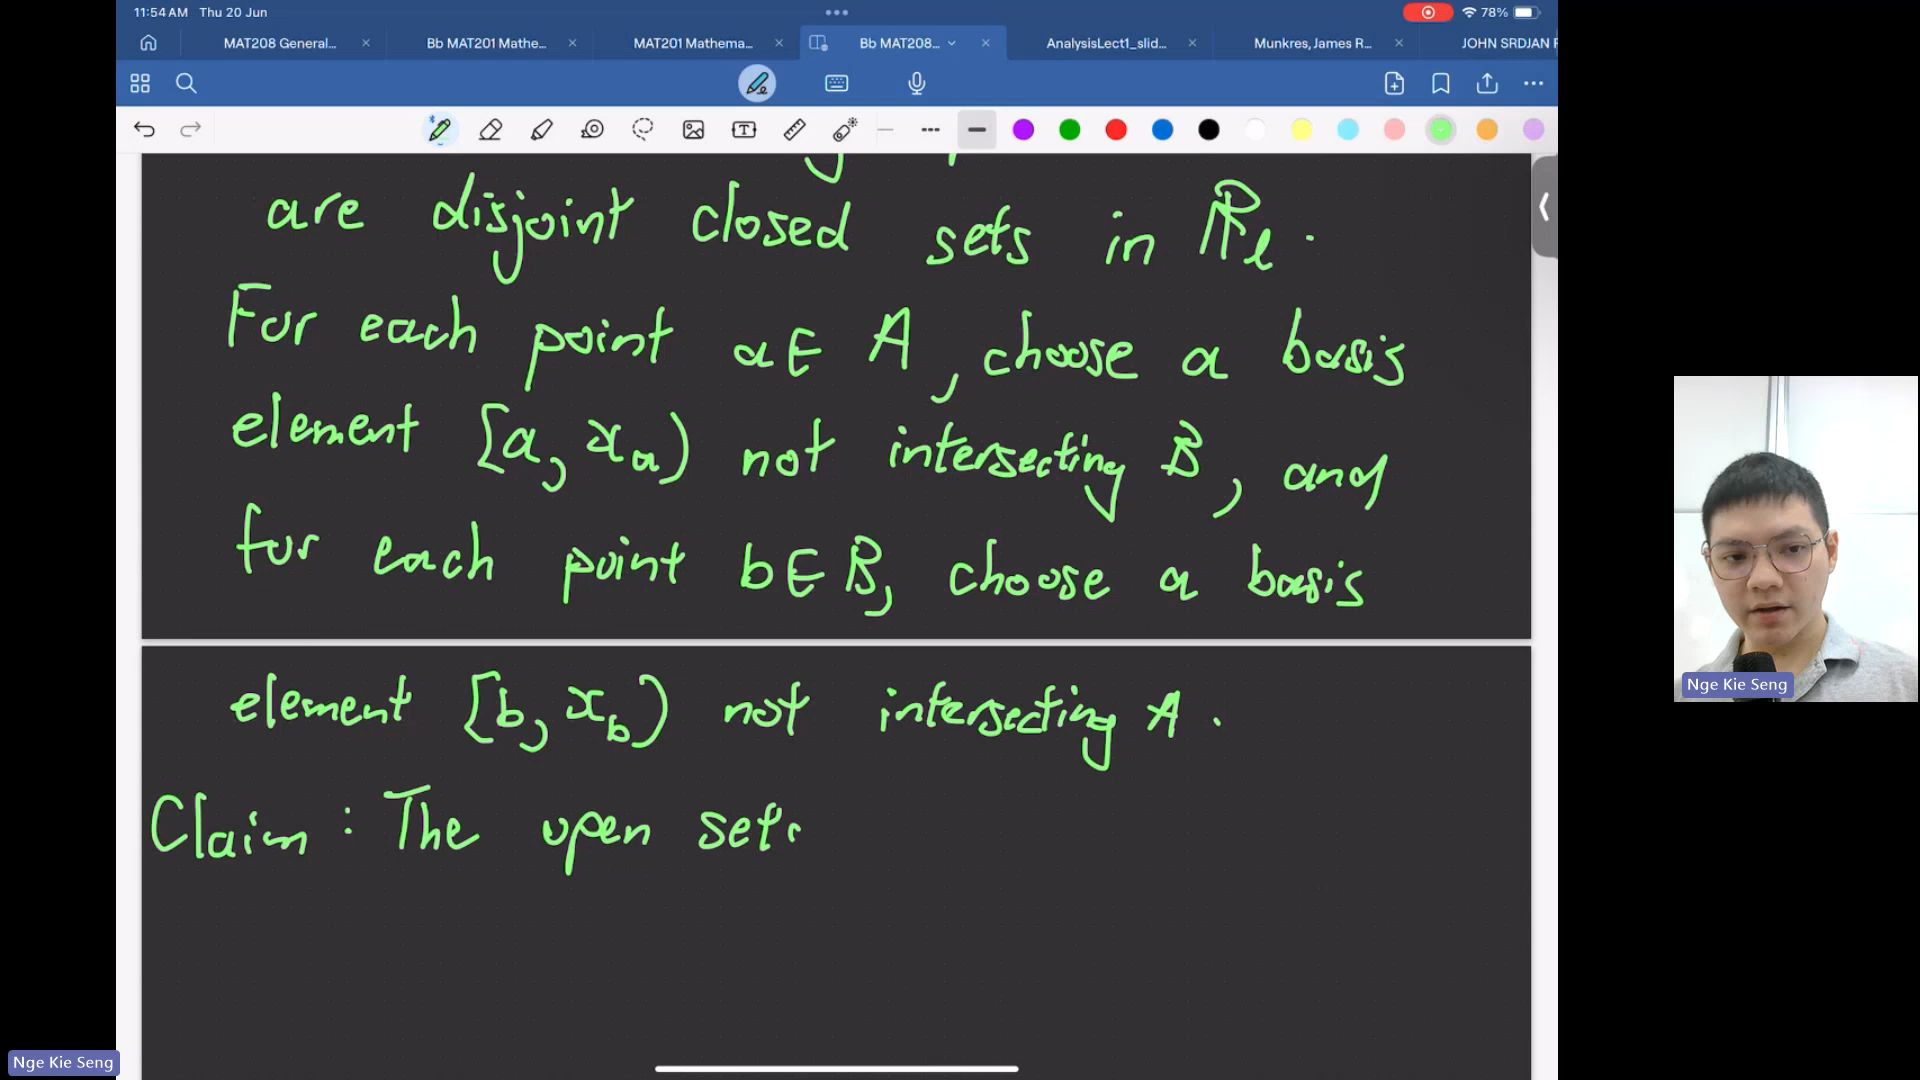 11:54 AM Thu 20 Jun
78%
MAT208 General...
Bb MAT201 Mathe...
MAT201 Mathema...
Bb MAT208...
AnalysisLect1_slid...
Munkres, James R...
JOHN SRDJAN
are disjoint closed sets in ℝℓ.
For each point a∈A, choose a basis
element [a, xₐ) not intersecting B, and
for each point b∈B, choose a basis
element [b, x_b) not intersecting A.
Claim: The open sets
Nge Kie Seng
Nge Kie Seng